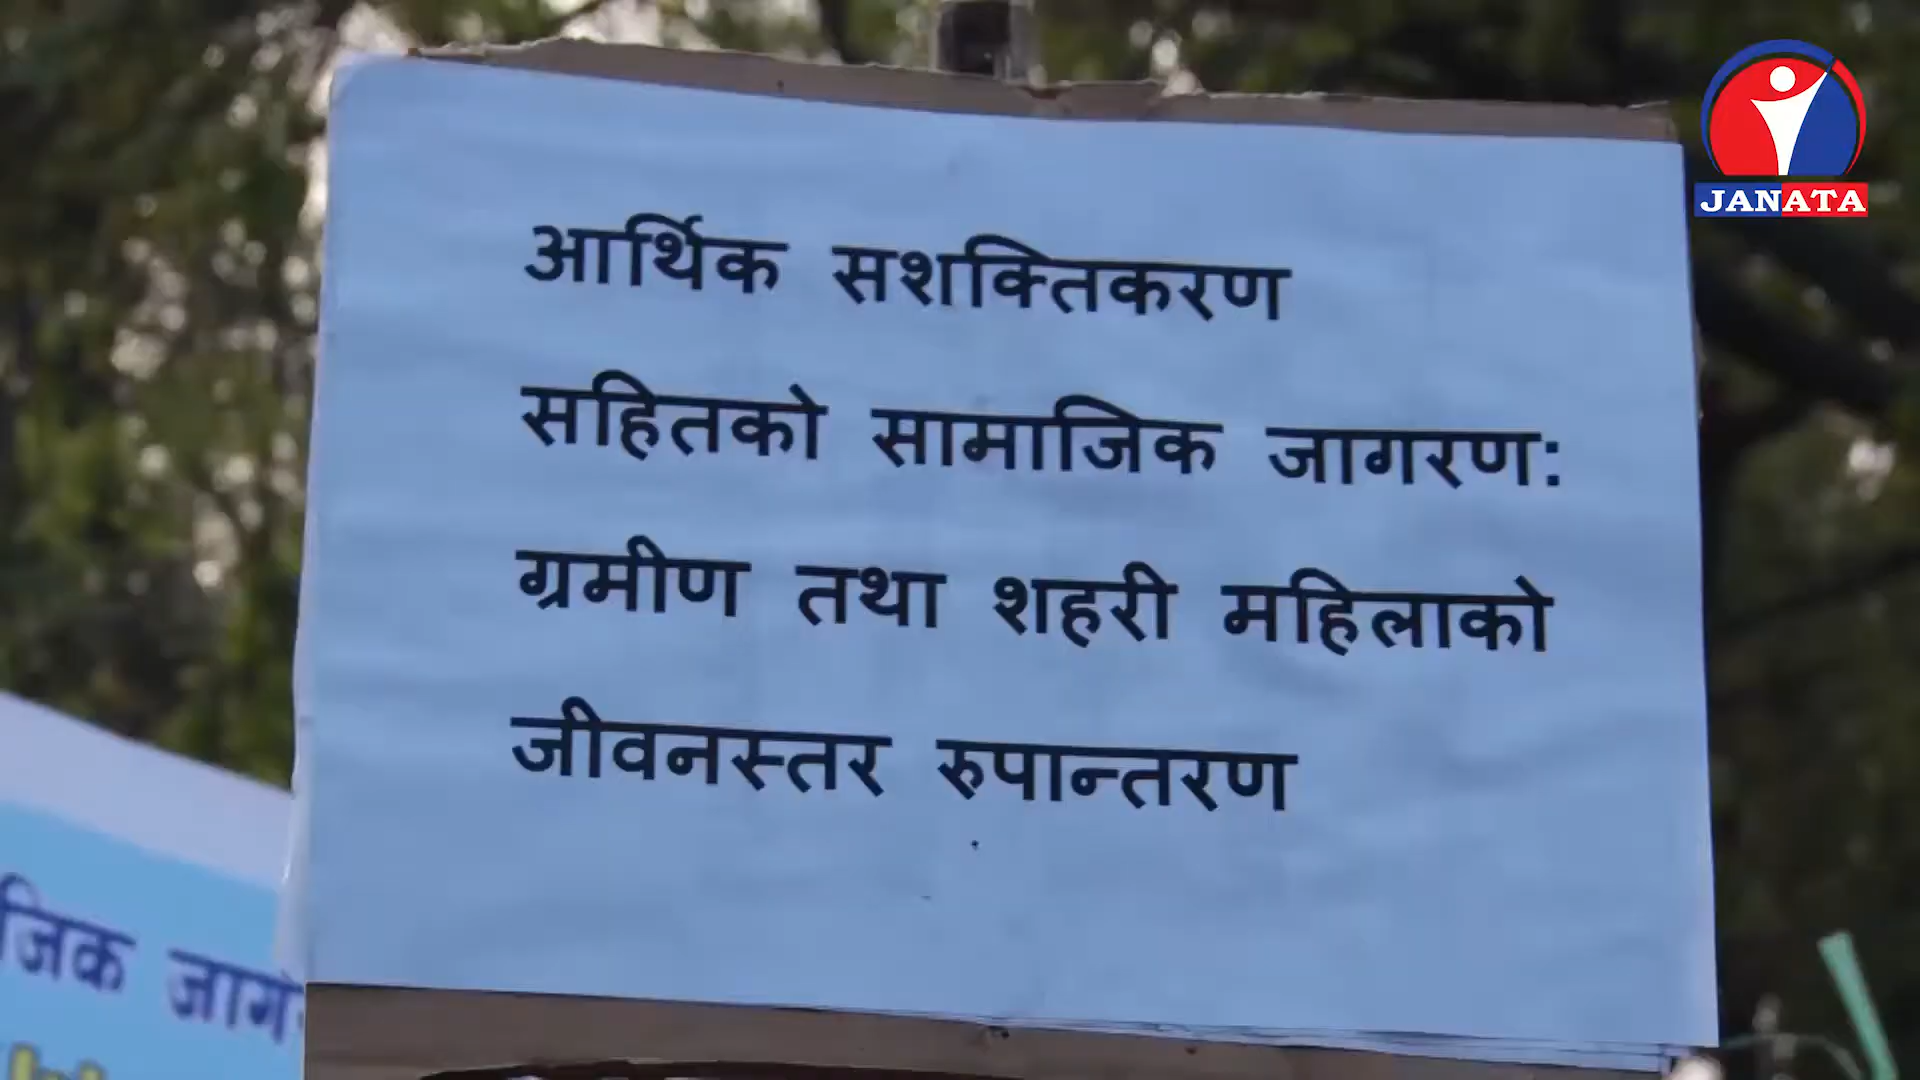 JANATA
आर्थिक सशक्तिकरण
सहितको सामाजिक जागरण:
ग्रमीण तथा शहरी महिलाको
जीवनस्तर रुपान्तरण
जिक जाग